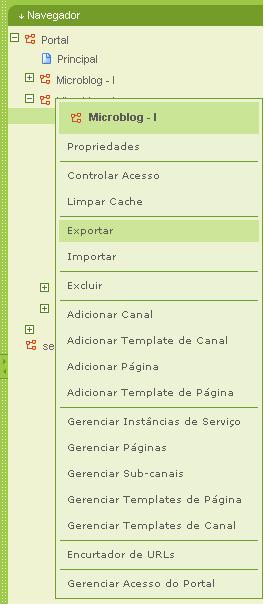 Navegador
Portal
Principal
Microblog - I
Microblog - I
Propriedades
Controlar Acesso
Limpar Cache
Exportar
Importar
Excluir
Adicionar Canal
Adicionar Template de Canal
Adicionar Página
Adicionar Template de Página
Gerenciar Instâncias de Serviço
Gerenciar Páginas
Gerenciar Sub-canais
Gerenciar Templates de Página
se
Gerenciar Templates de Canal
Encurtador de URLs
Gerenciar Acesso do Portal